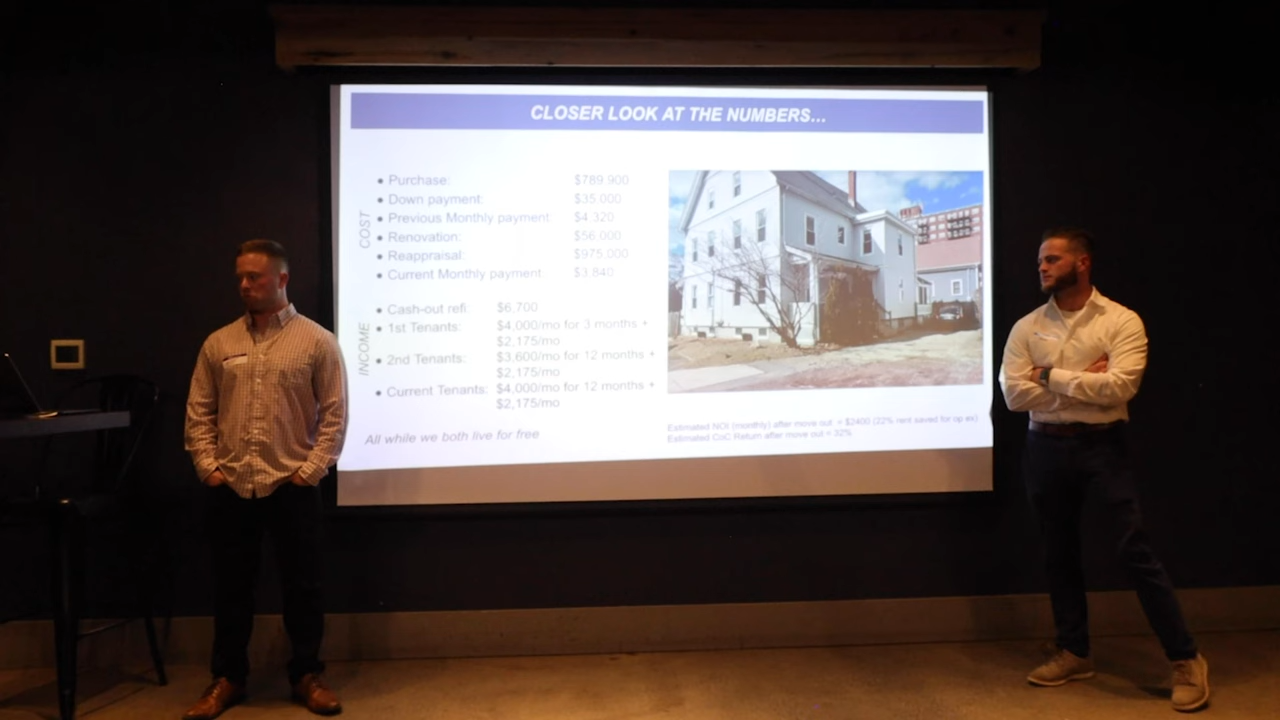 CLOSER LOOK AT THE NUMBERS...
COST
• Purchase: $789,900
• Down payment: $35,000
• Previous Monthly payment $4,320
• Renovation: $56,000
• Reappraisal: $975,000
• Current Monthly payment $3,840
INCOME
• Cash-out refi: $6,700
• 1st Tenants: $4,000/mo for 3 months +
$2,175/mo
• 2nd Tenants: $3,600/mo for 12 months +
$2,175/mo
• Current Tenants: $4,000/mo for 12 months +
$2,175/mo
All while we both live for free
Estimated NOI (monthly) after move out = $2400 (22% rent saved for op ex)
Estimated CoC Return after move out = 32%